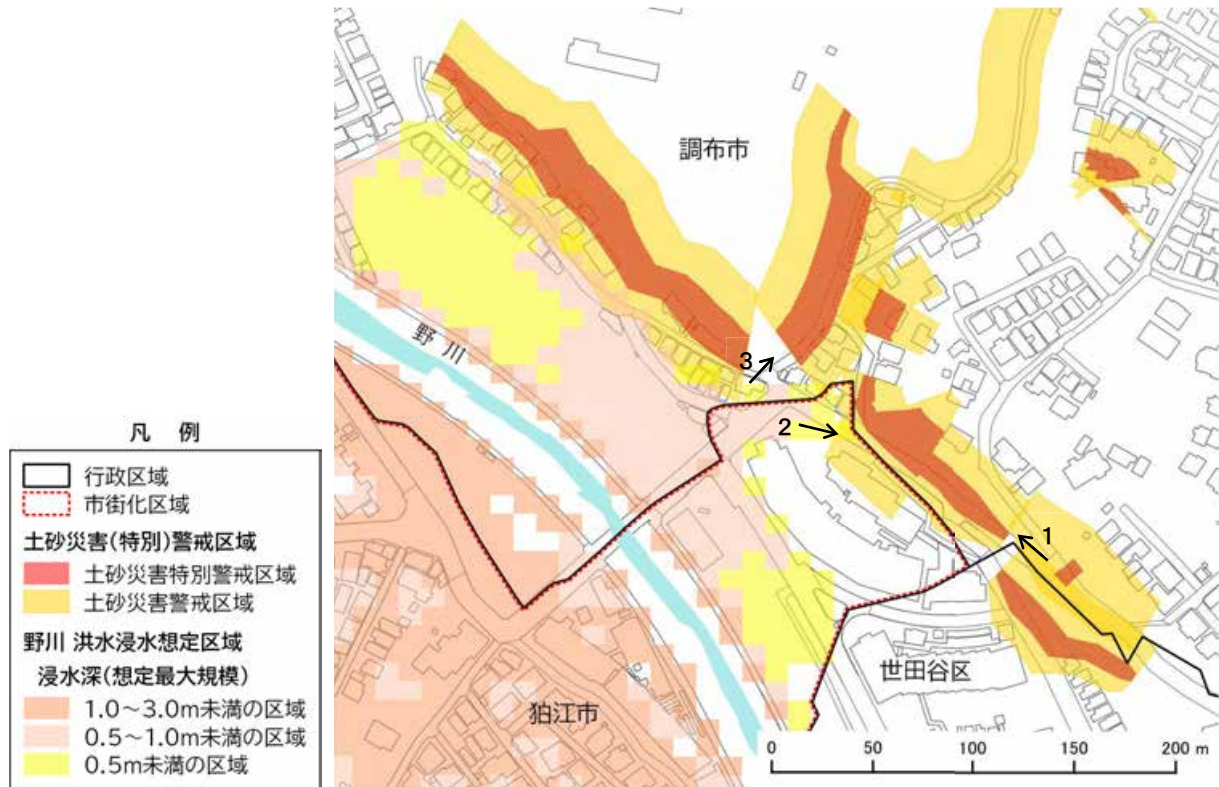 凡 例
行政区域
市街化区域
土砂災害(特別)警戒区域
土砂災害特別警戒区域
土砂災害警戒区域
野川 洪水浸水想定区域
浸水深(想定最大規模)
1.0～3.0m未満の区域
0.5～1.0m未満の区域
0.5m未満の区域
調布市
野川
3
2
1
世田谷区
狛江市
0 50 100 150 200 m